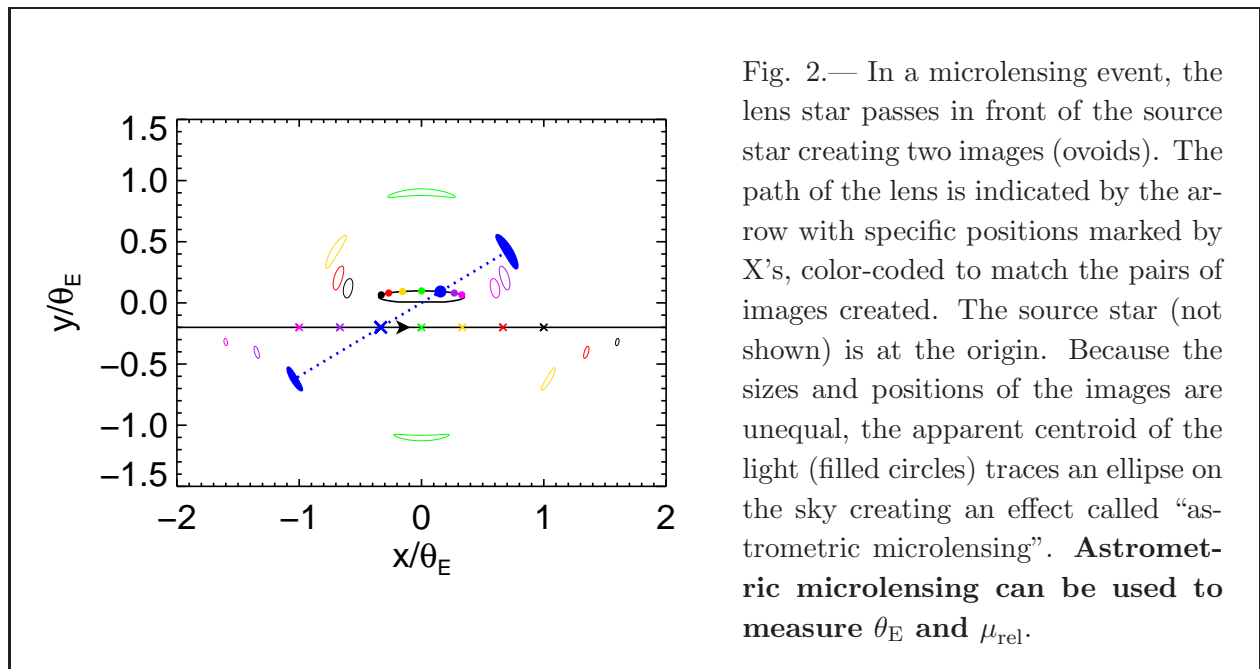 1.5
1.0
0.5
0.0
−0.5
−1.0
−1.5
y/θE
−2
−1
0
1
2
x/θE
Fig. 2.— In a microlensing event, the
lens star passes in front of the source
star creating two images (ovoids). The
path of the lens is indicated by the ar-
row with specific positions marked by
X's, color-coded to match the pairs of
images created. The source star (not
shown) is at the origin. Because the
sizes and positions of the images are
unequal, the apparent centroid of the
light (filled circles) traces an ellipse on
the sky creating an effect called “as-
trometric microlensing”. Astromet-
ric microlensing can be used to
measure θE and μrel.